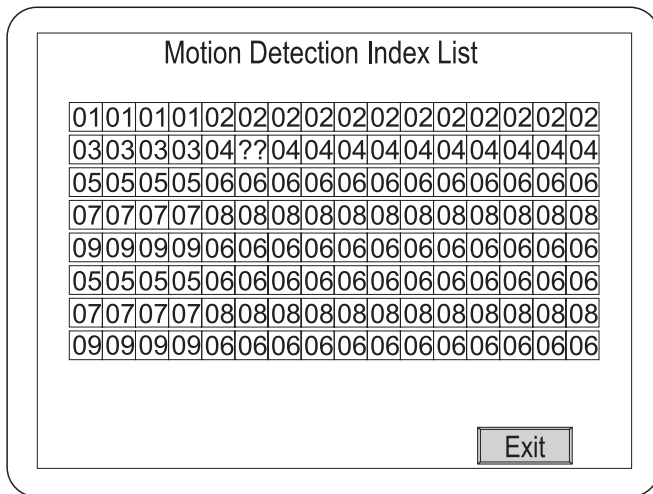 Motion Detection Index List
01 01 01 01 02 02 02 02 02 02 02 02 02 02 02 02
03 03 03 03 04 ?? 04 04 04 04 04 04 04 04 04 04
05 05 05 05 06 06 06 06 06 06 06 06 06 06 06 06
07 07 07 07 08 08 08 08 08 08 08 08 08 08 08 08
09 09 09 09 06 06 06 06 06 06 06 06 06 06 06 06
05 05 05 05 06 06 06 06 06 06 06 06 06 06 06 06
07 07 07 07 08 08 08 08 08 08 08 08 08 08 08 08
09 09 09 09 06 06 06 06 06 06 06 06 06 06 06 06
Exit